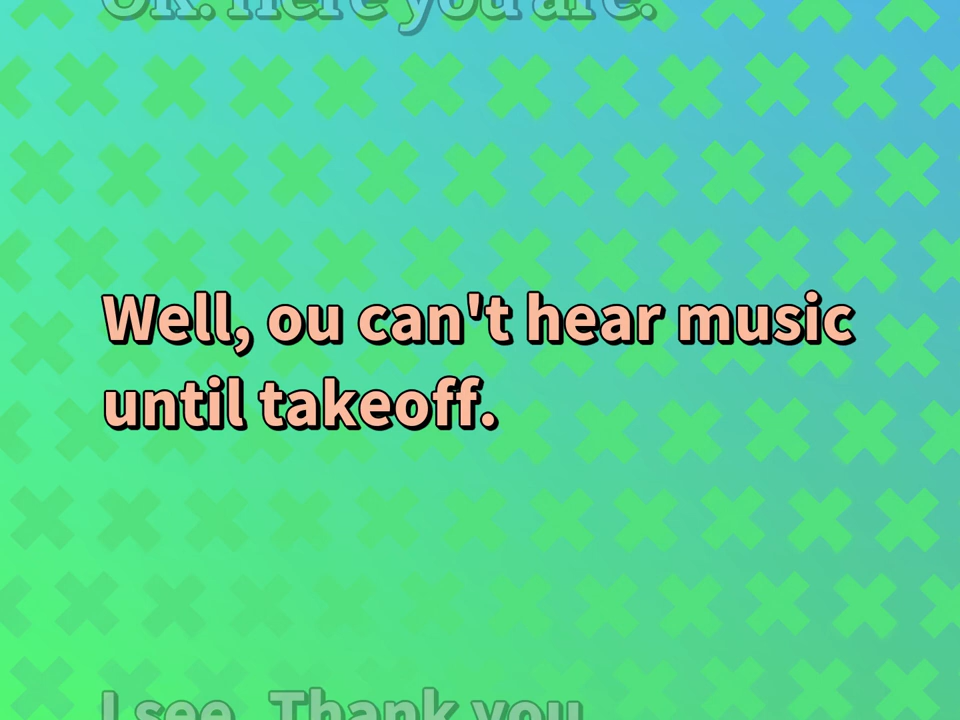 OK. Here you are.
Well, ou can't hear music
until takeoff.
I see. Thank you